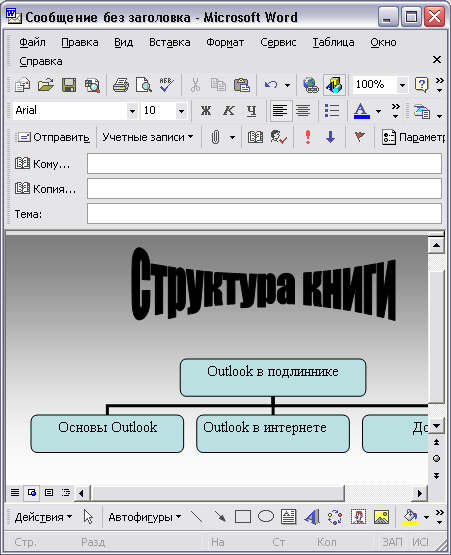 Сообщение без заголовка - Microsoft Word
Файл Правка Вид Вставка Формат Сервис Таблица Окно
Справка
100%
Arial 10 Ж К Ч А
Отправить Учетные записи Парамет
Кому...
Копия...
Тема:
Структура книги
Outlook в подлиннике
Основы Outlook Outlook в интернете До
Действия Автофигуры
Стр. Разд На Ст Кол ЗАП ИСП